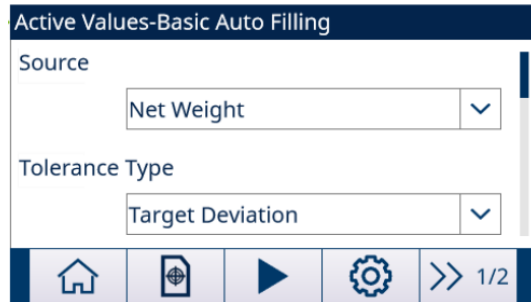 Active Values-Basic Auto Filling
Source
Net Weight
Tolerance Type
Target Deviation
1/2